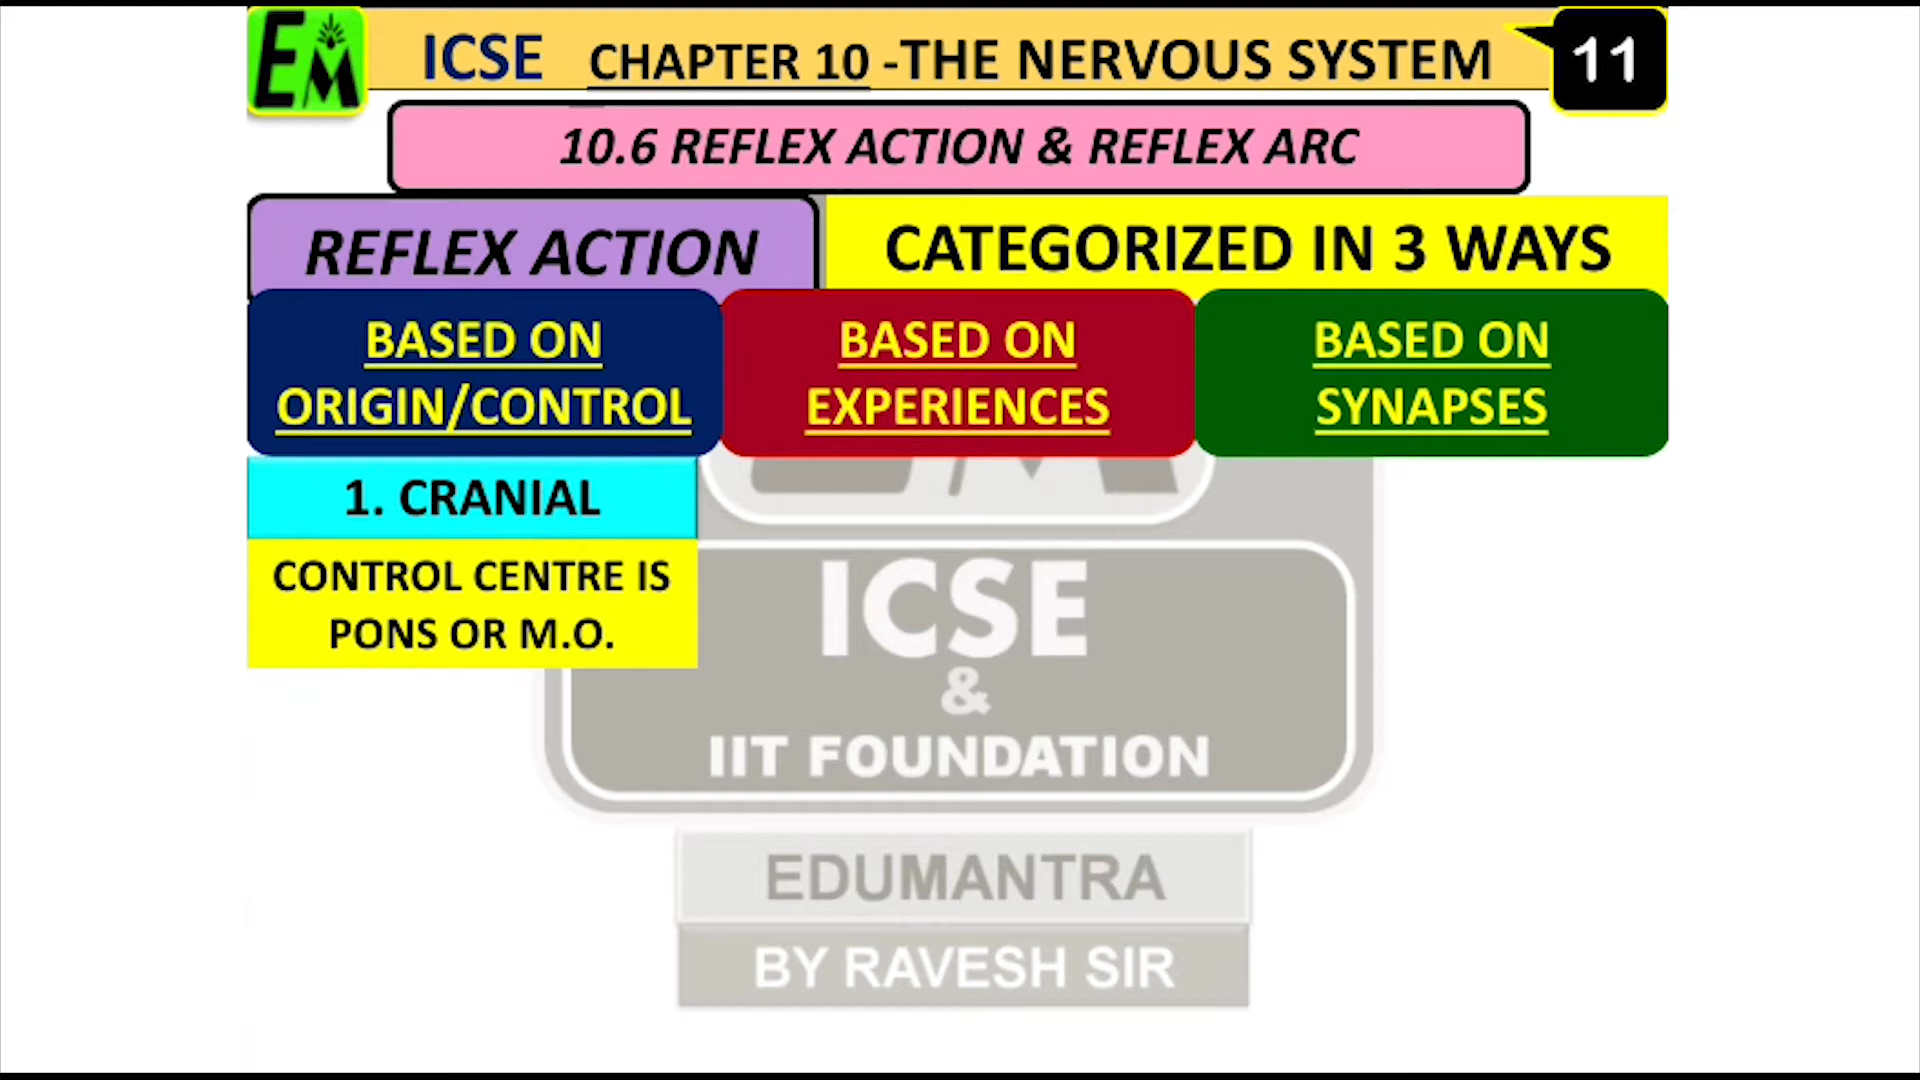 EM
ICSE CHAPTER 10 -THE NERVOUS SYSTEM
11
10.6 REFLEX ACTION & REFLEX ARC
REFLEX ACTION
CATEGORIZED IN 3 WAYS
BASED ON
ORIGIN/CONTROL
BASED ON
EXPERIENCES
BASED ON
SYNAPSES
1. CRANIAL
CONTROL CENTRE IS
PONS OR M.O.
ICSE
&
IIT FOUNDATION
EDUMANTRA
BY RAVESH SIR